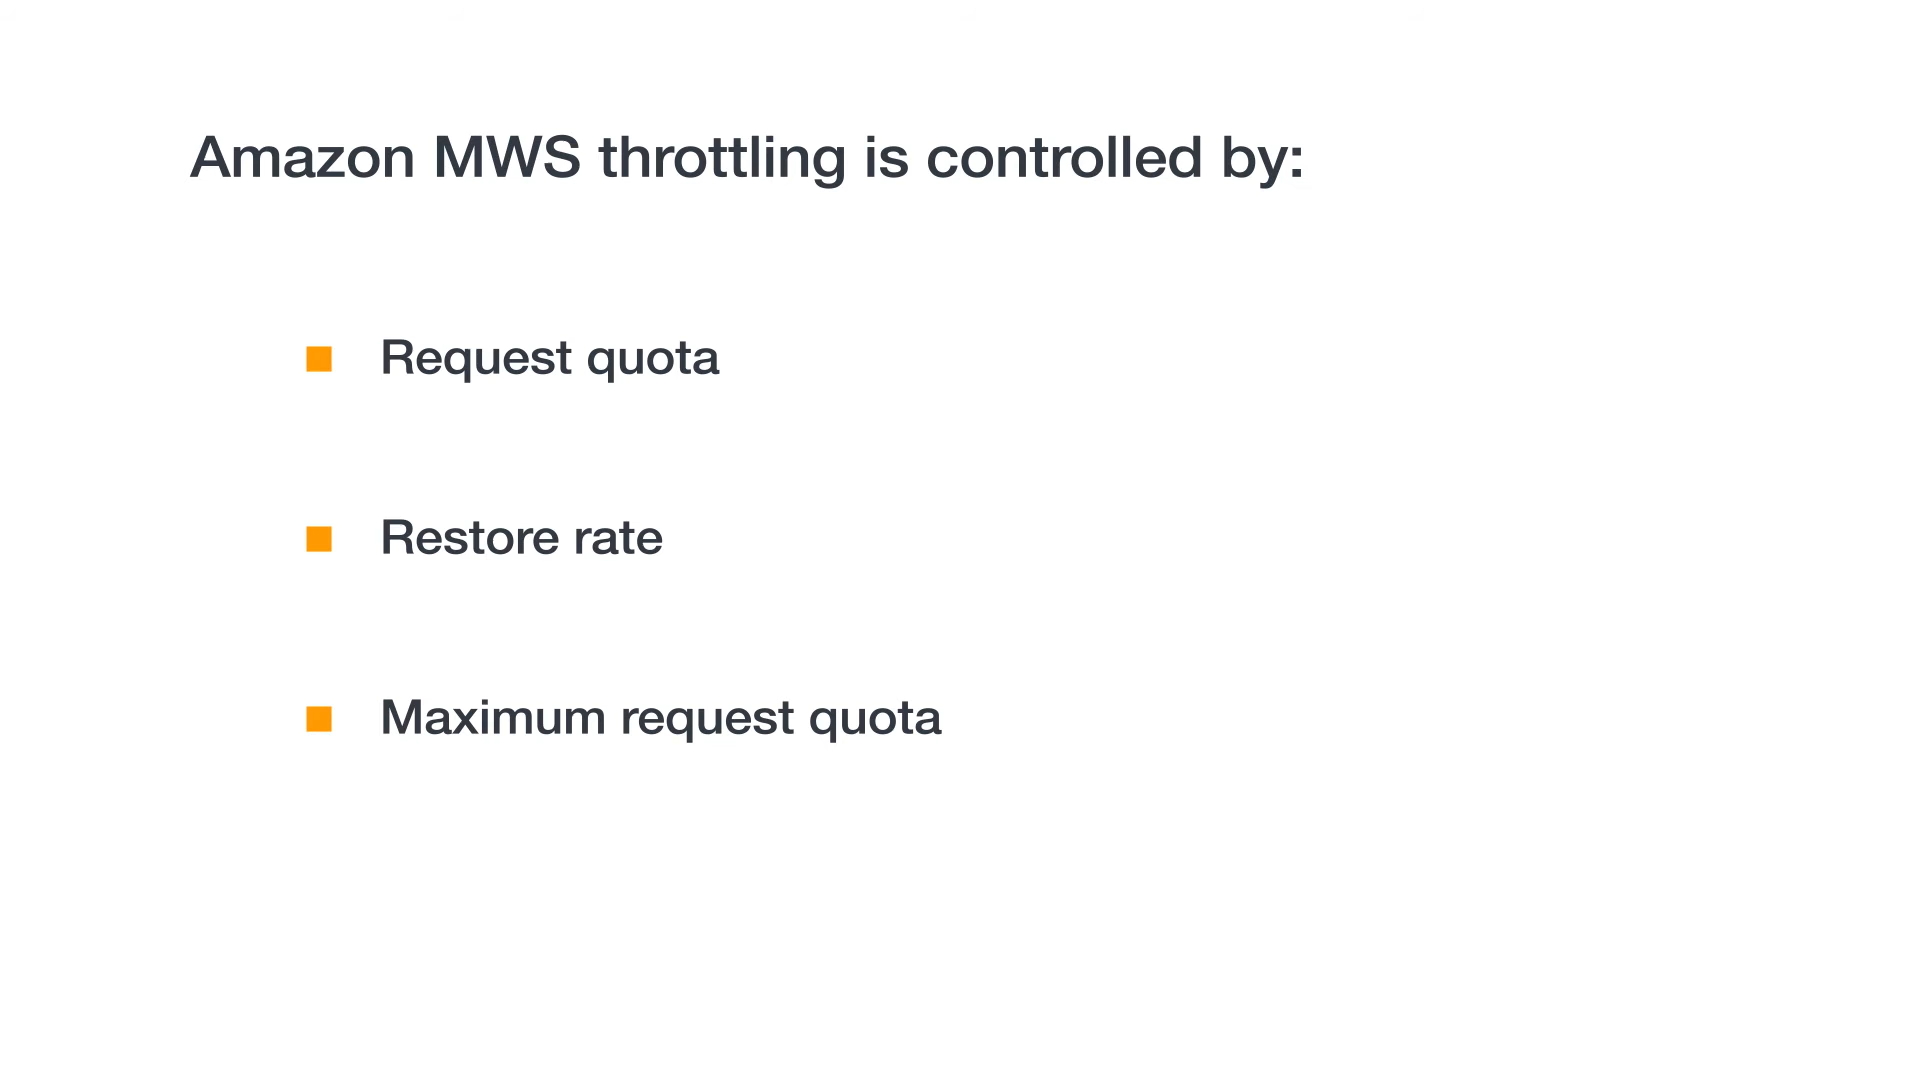 Amazon MWS throttling is controlled by:
Request quota
Restore rate
Maximum request quota